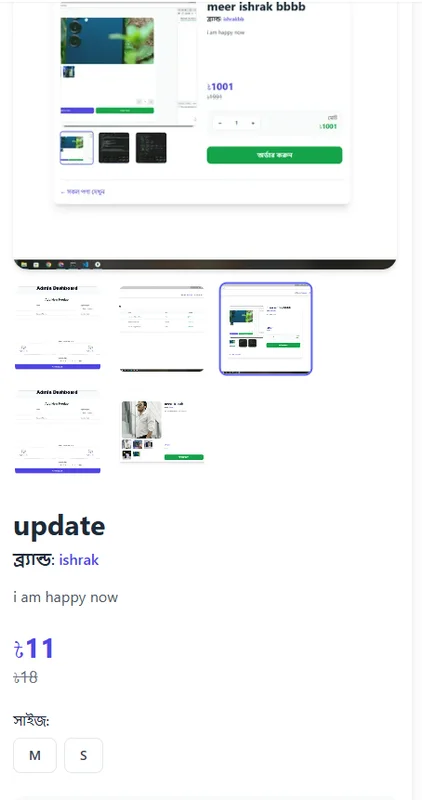 meer ishrak bbbb
ব্র্যান্ড: ishrakbb
i am happy now
৳1001
৳1901
মোট
- 1 +
৳1001
অর্ডার করুন
← সকল পণ্য দেখুন
Admin Dashboard
Admin Dashboard
update
ব্র্যান্ড: ishrak
i am happy now
৳11
৳18
সাইজ:
M
S